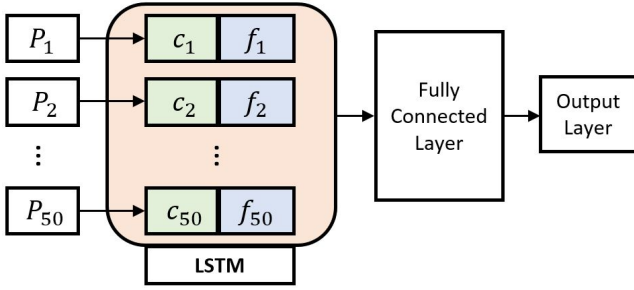 P₁ c₁ f₁
P₂ c₂ f₂
⋮ ⋮
P₅₀ c₅₀ f₅₀
LSTM
Fully
Connected
Layer
Output
Layer